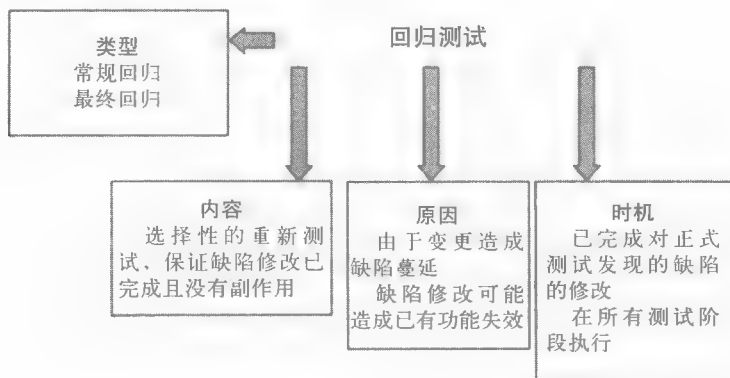 回归测试
类型
常规回归
最终回归
内容
选择性的重新测
试、保证缺陷修改已
完成且没有副作用
原因
由于变更造成
缺陷蔓延
缺陷修改可能
造成已有功能失效
时机
已完成对正式
测试发现的缺陷
的修改
在所有测试阶
段执行